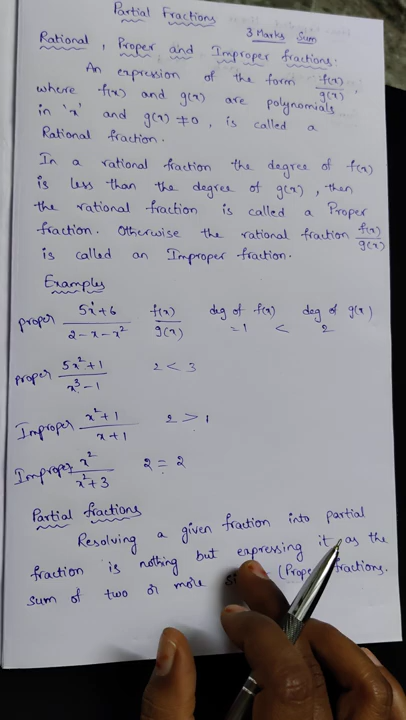 Partial Fractions
3 Marks Sum
Rational, Proper and Improper fractions.
An expression of the form f(x)/g(x),
where f(x) and g(x) are polynomials
in 'x' and g(x) ≠ 0, is called a
Rational fraction.
In a rational fraction the degree of f(x)
is less than the degree of g(x), then
the rational fraction is called a Proper
fraction. Otherwise the rational fraction f(x)/g(x)
is called an Improper fraction.
Examples
proper 5x¹+6 / 2-x-x² f(x)/g(x) deg of f(x) = 1 < deg of g(x) 2
proper 5x²+1 / x³-1 2 < 3
Improper x²+1 / x+1 2 > 1
Improper x² / x²+3 2 = 2
Partial fractions
Resolving a given fraction into partial
fraction is nothing but expressing it as the
sum of two or more (Proper) fractions.